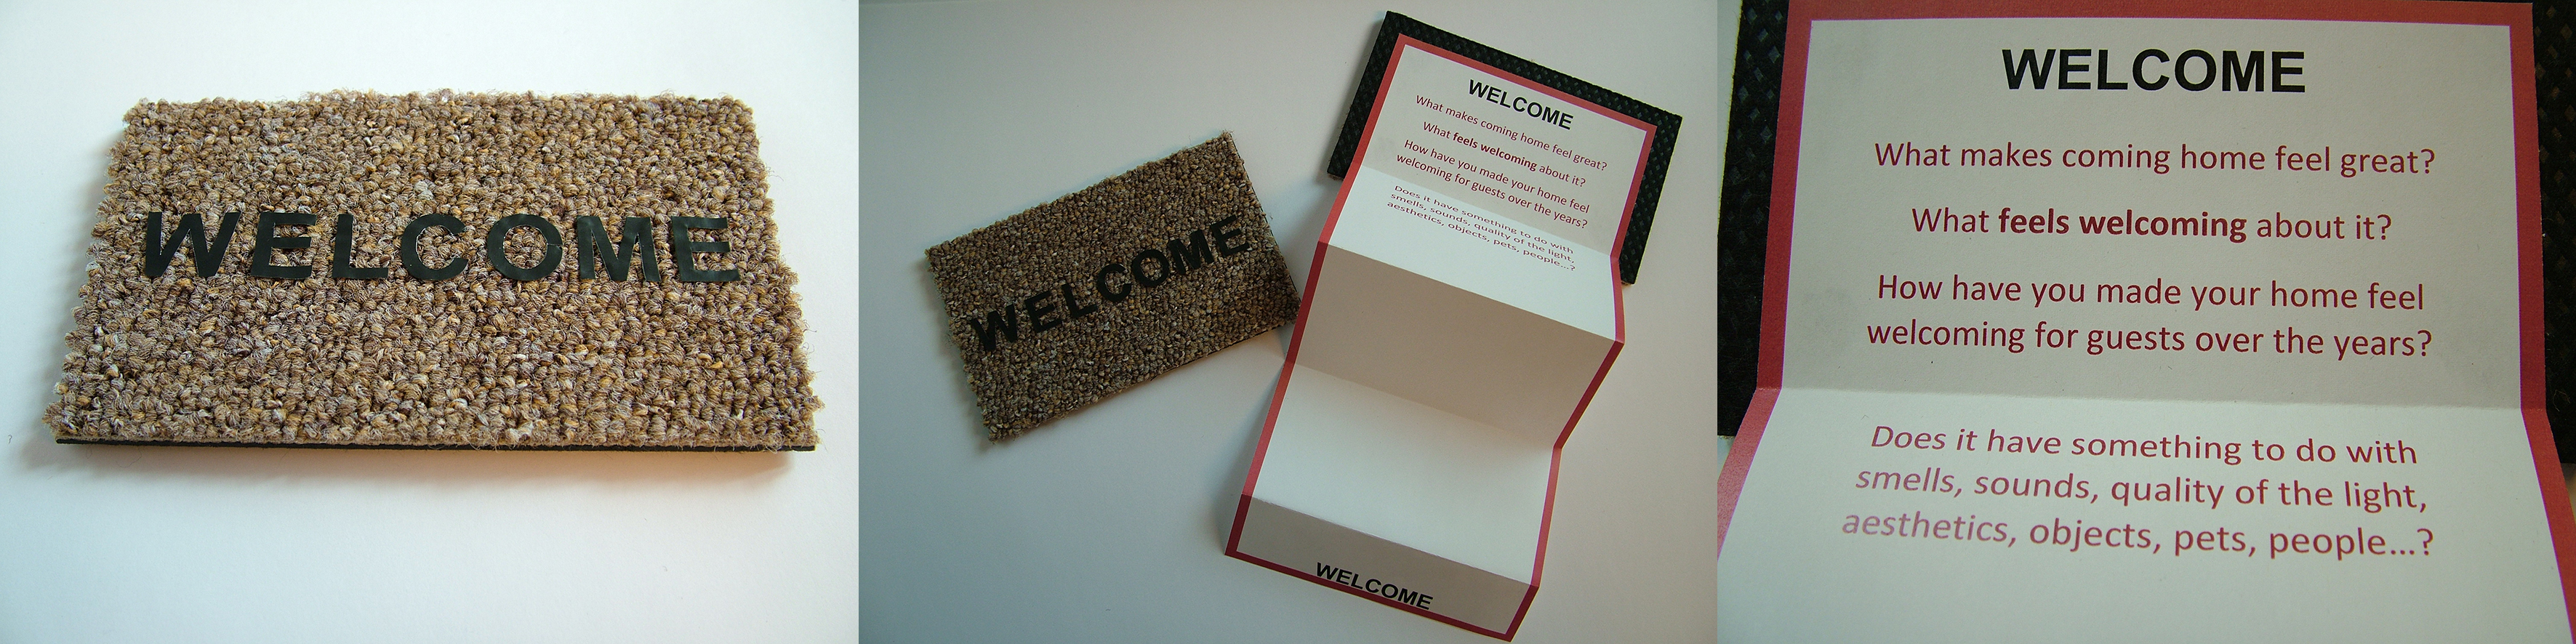 WELCOME
WELCOME
WELCOME
What makes coming home feel great?
What feels welcoming about it?
How have you made your home feel
welcoming for guests over the years?
Does it have something to do with
smells, sounds, quality of the light,
aesthetics, objects, pets, people...?
WELCOME
WELCOME
What makes coming home feel great?
What feels welcoming about it?
How have you made your home feel
welcoming for guests over the years?
Does it have something to do with
smells, sounds, quality of the light,
aesthetics, objects, pets, people...?